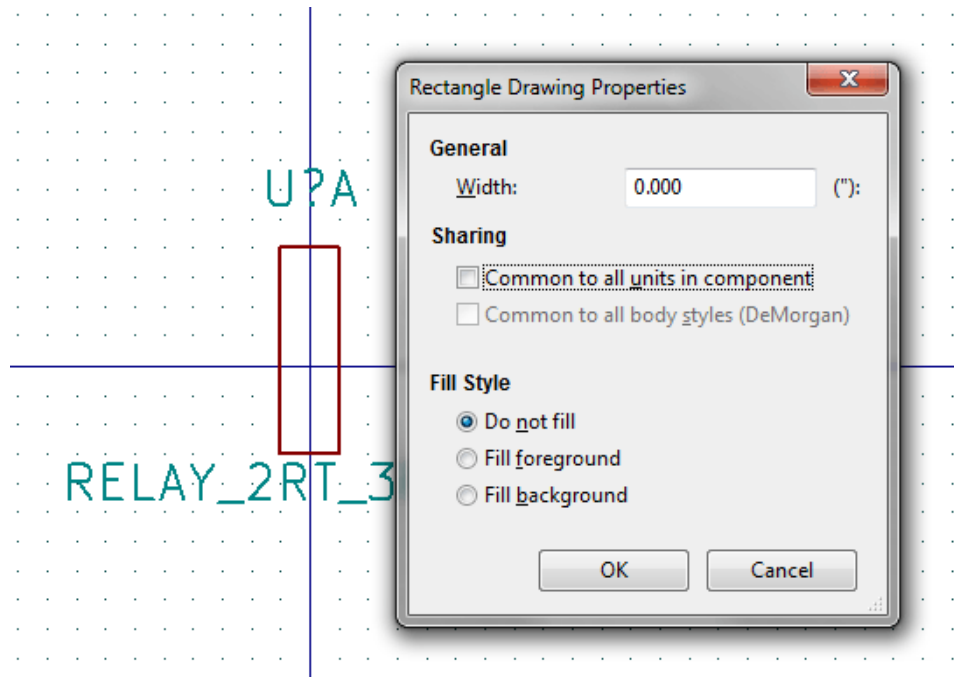 U?A
RELAY_2RT_3
Rectangle Drawing Properties
General
Width: 0.000 ("):
Sharing
Common to all units in component
Common to all body styles (DeMorgan)
Fill Style
Do not fill
Fill foreground
Fill background
OK Cancel